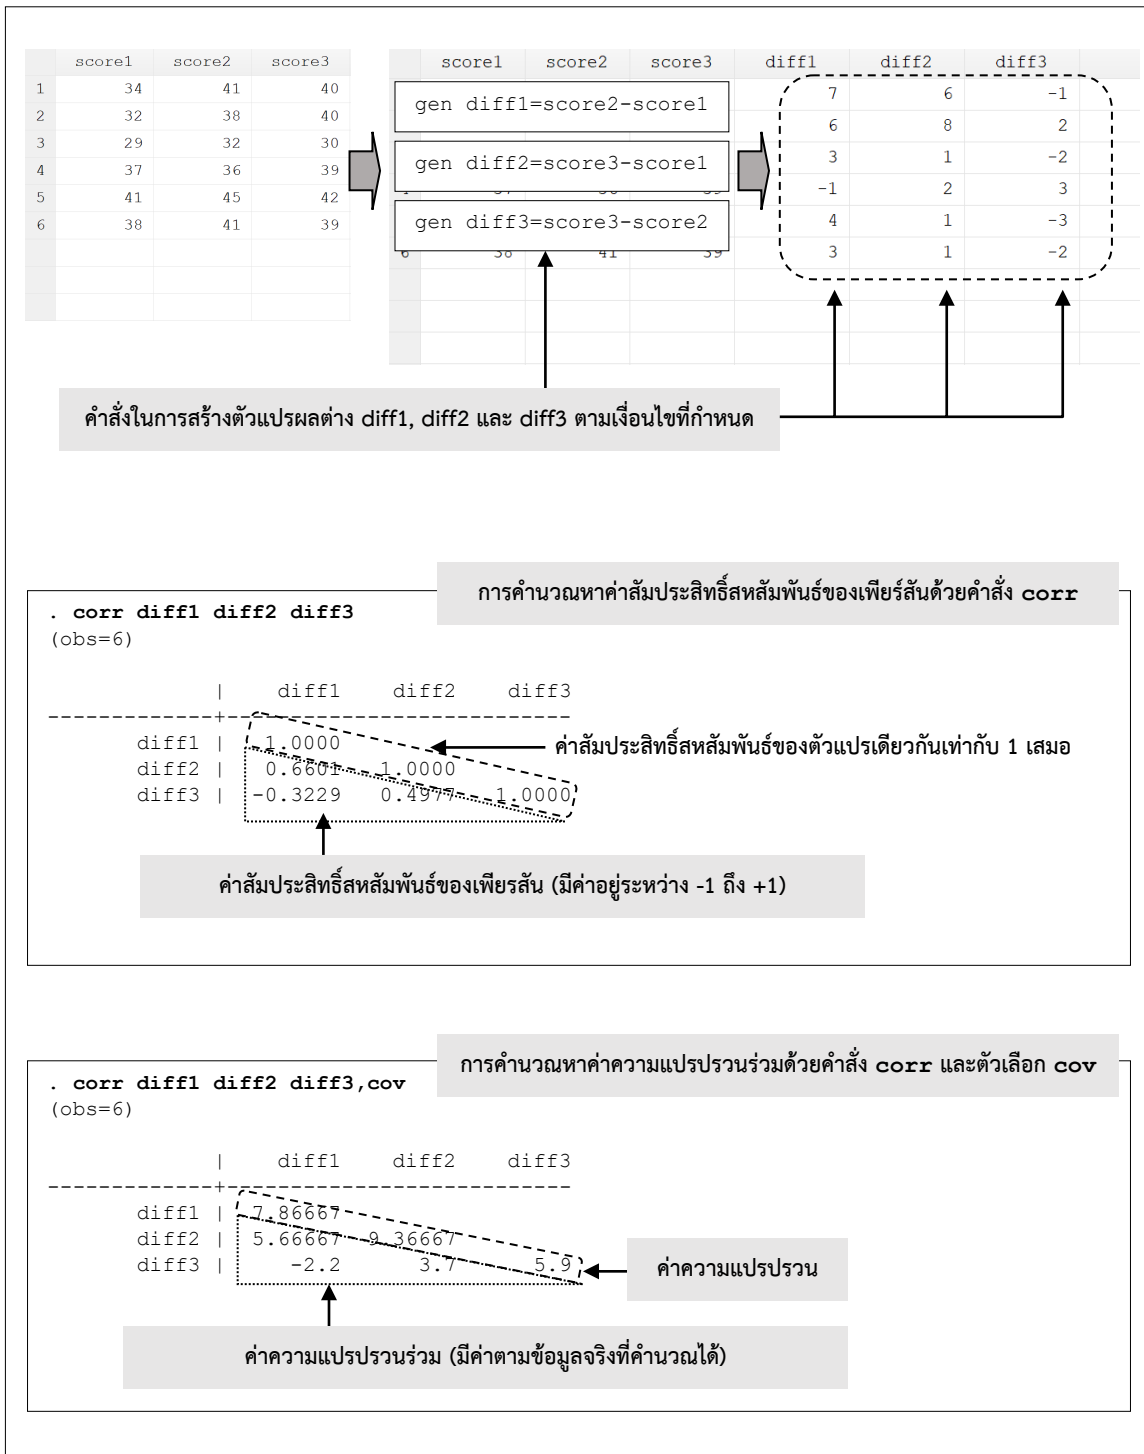 score1 score2 score3
1 34 41 40
2 32 38 40
3 29 32 30
4 37 36 39
5 41 45 42
6 38 41 39
score1 score2 score3 diff1 diff2 diff3
gen diff1=score2-score1
7 6 -1
6 8 2
gen diff2=score3-score1
3 1 -2
-1 2 3
gen diff3=score3-score2
4 1 -3
6 38 41 39 3 1 -2
คำสั่งในการสร้างตัวแปรผลต่าง diff1, diff2 และ diff3 ตามเงื่อนไขที่กำหนด
การคำนวณหาค่าสัมประสิทธิ์สหสัมพันธ์ของเพียร์สันด้วยคำสั่ง corr
. corr diff1 diff2 diff3
(obs=6)
| diff1 diff2 diff3
-------------+---------------------------
diff1 | 1.0000
ค่าสัมประสิทธิ์สหสัมพันธ์ของตัวแปรเดียวกันเท่ากับ 1 เสมอ
diff2 | 0.6601 1.0000
diff3 | -0.3229 0.4977 1.0000
ค่าสัมประสิทธิ์สหสัมพันธ์ของเพียรสัน (มีค่าอยู่ระหว่าง -1 ถึง +1)
การคำนวณหาค่าความแปรปรวนร่วมด้วยคำสั่ง corr และตัวเลือก cov
. corr diff1 diff2 diff3,cov
(obs=6)
| diff1 diff2 diff3
-------------+---------------------------
diff1 | 7.86667
diff2 | 5.66667 9.36667
diff3 | -2.2 3.7 5.9
ค่าความแปรปรวน
ค่าความแปรปรวนร่วม (มีค่าตามข้อมูลจริงที่คำนวณได้)